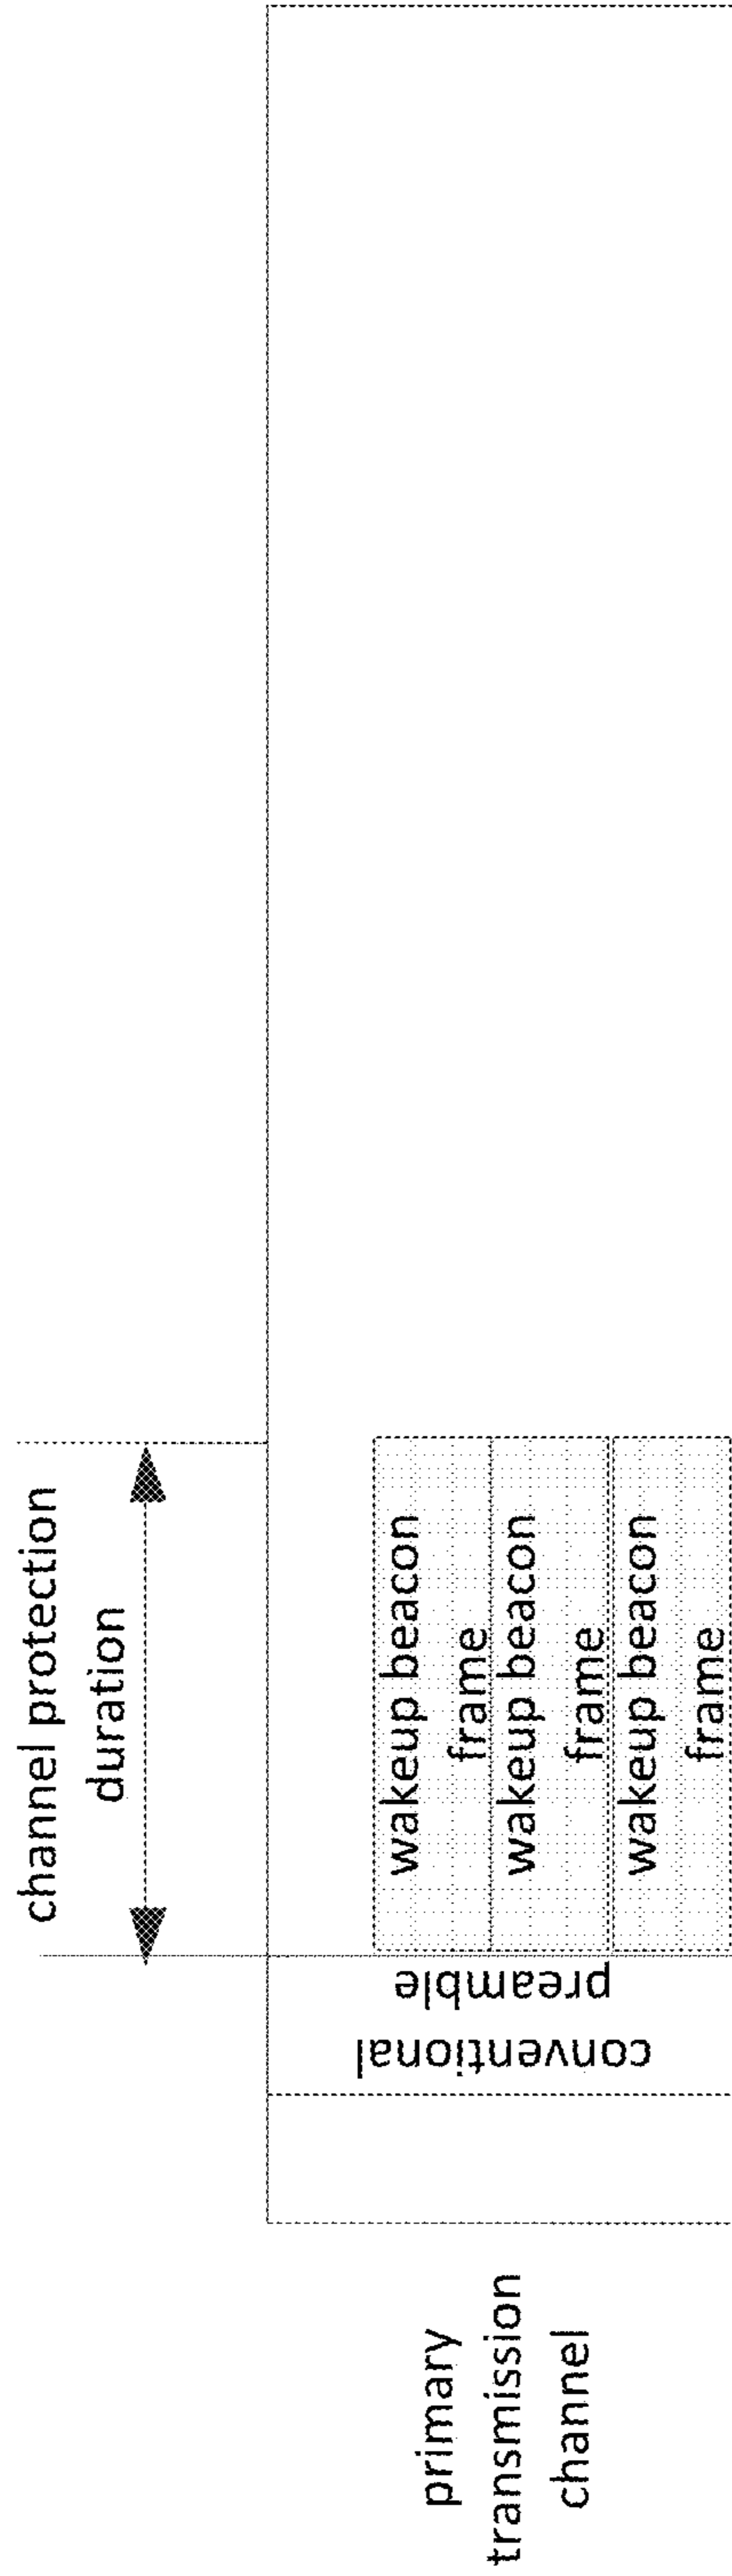 channel protection
duration
primary
transmission
channel
conventional
preamble
wakeup beacon
frame
wakeup beacon
frame
wakeup beacon
frame